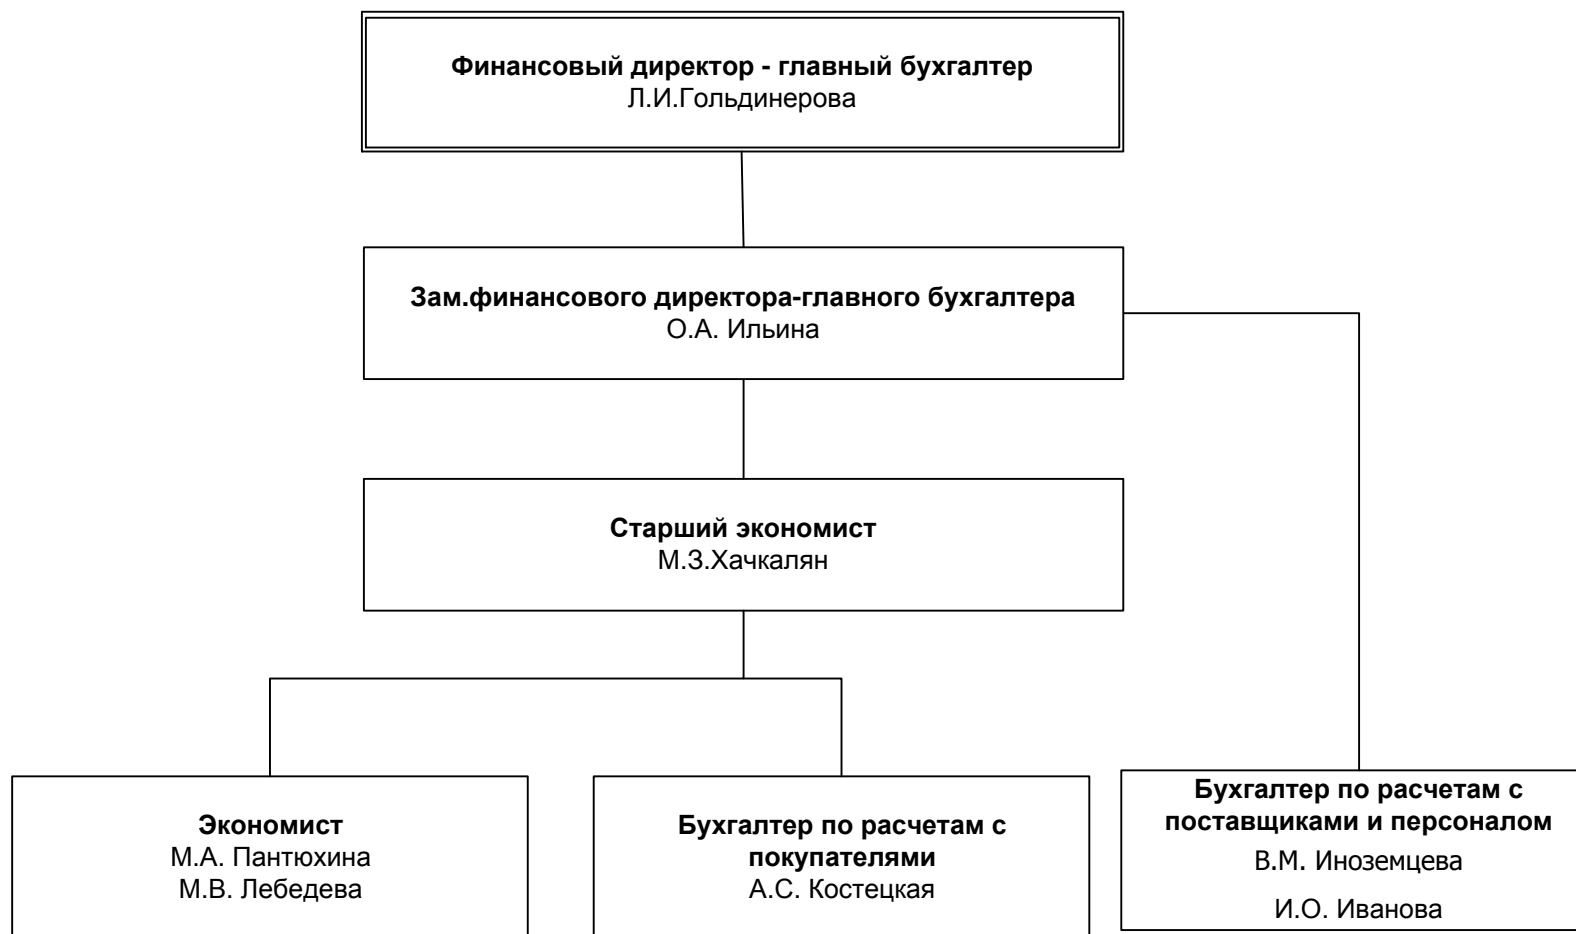 Финансовый директор - главный бухгалтер
Л.И.Гольдинерова
Зам.финансового директора-главного бухгалтера
О.А. Ильина
Старший экономист
М.З.Хачкалян
Экономист
М.А. Пантюхина
М.В. Лебедева
Бухгалтер по расчетам с
покупателями
А.С. Костецкая
Бухгалтер по расчетам с
поставщиками и персоналом
В.М. Иноземцева
И.О. Иванова